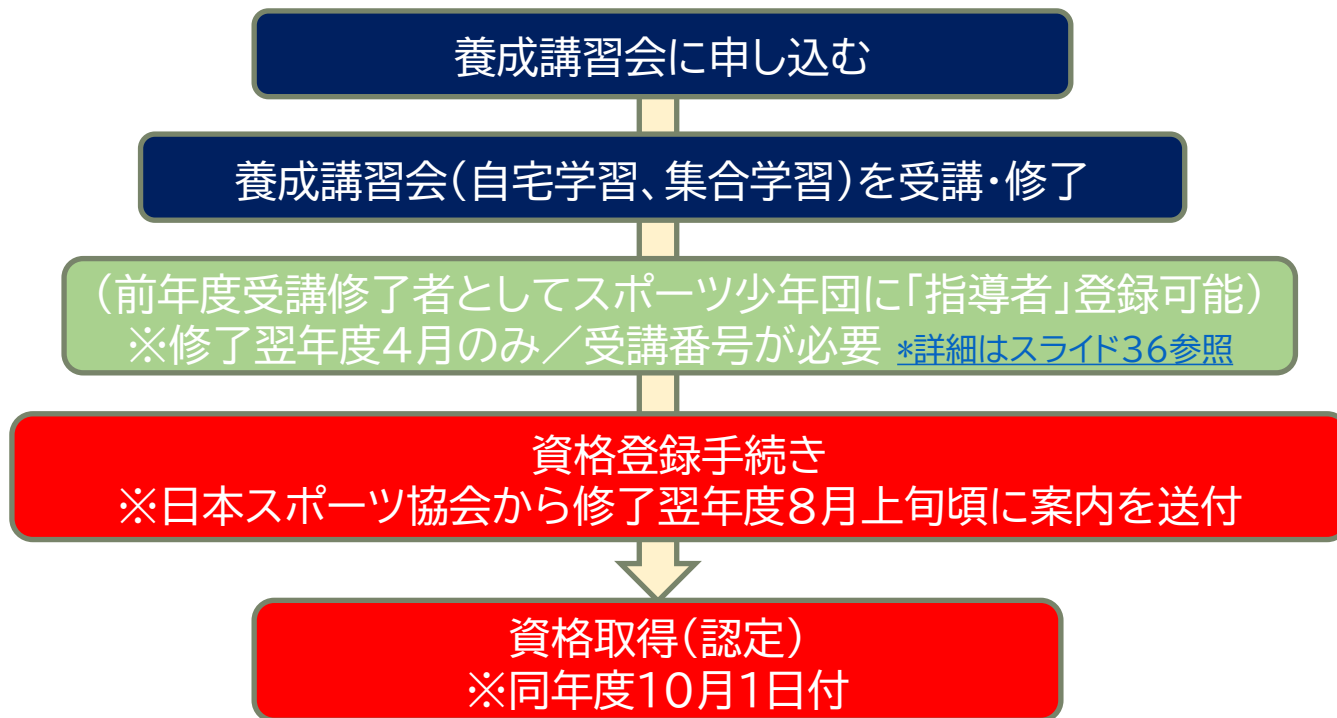 養成講習会に申し込む
養成講習会(自宅学習、集合学習)を受講・修了
(前年度受講修了者としてスポーツ少年団に「指導者」登録可能)
※修了翌年度4月のみ/受講番号が必要 *詳細はスライド36参照
資格登録手続き
※日本スポーツ協会から修了翌年度8月上旬頃に案内を送付
資格取得(認定)
※同年度10月1日付